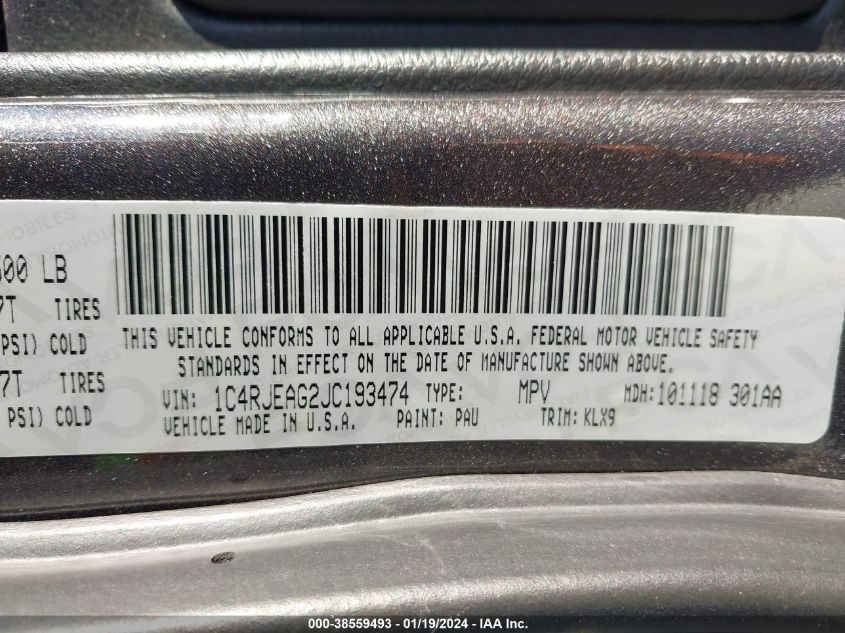 500 LB
7T TIRES
PSI) COLD
7T TIRES
PSI) COLD
THIS VEHICLE CONFORMS TO ALL APPLICABLE U.S.A. FEDERAL MOTOR VEHICLE SAFETY
STANDARDS IN EFFECT ON THE DATE OF MANUFACTURE SHOWN ABOVE.
VIN: 1C4RJEAG2JC193474 TYPE: MPV MDH: 101118 301AA
VEHICLE MADE IN U.S.A. PAINT: PAU TRIM: KLX9
000-38559493 - 01/19/2024 - IAA Inc.